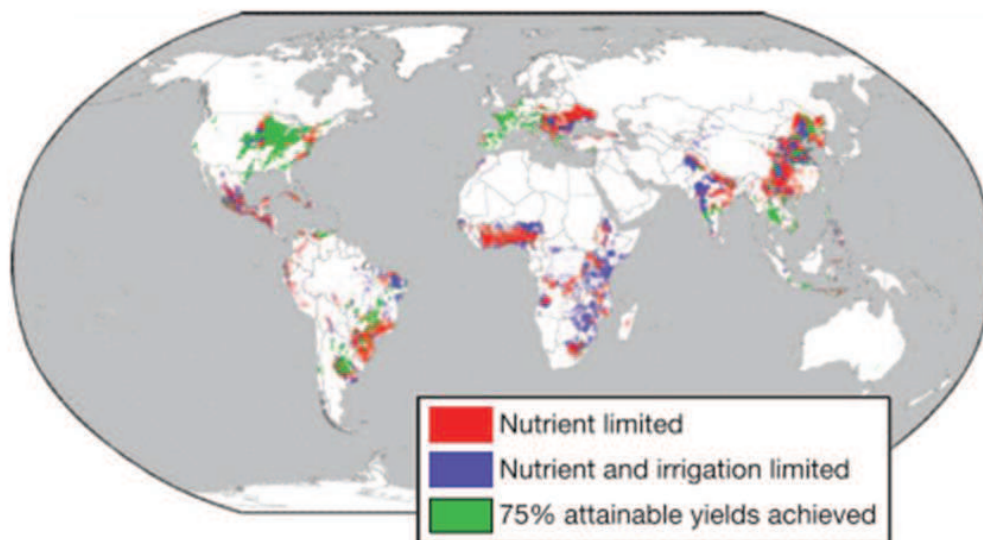 Nutrient limited
Nutrient and irrigation limited
75% attainable yields achieved